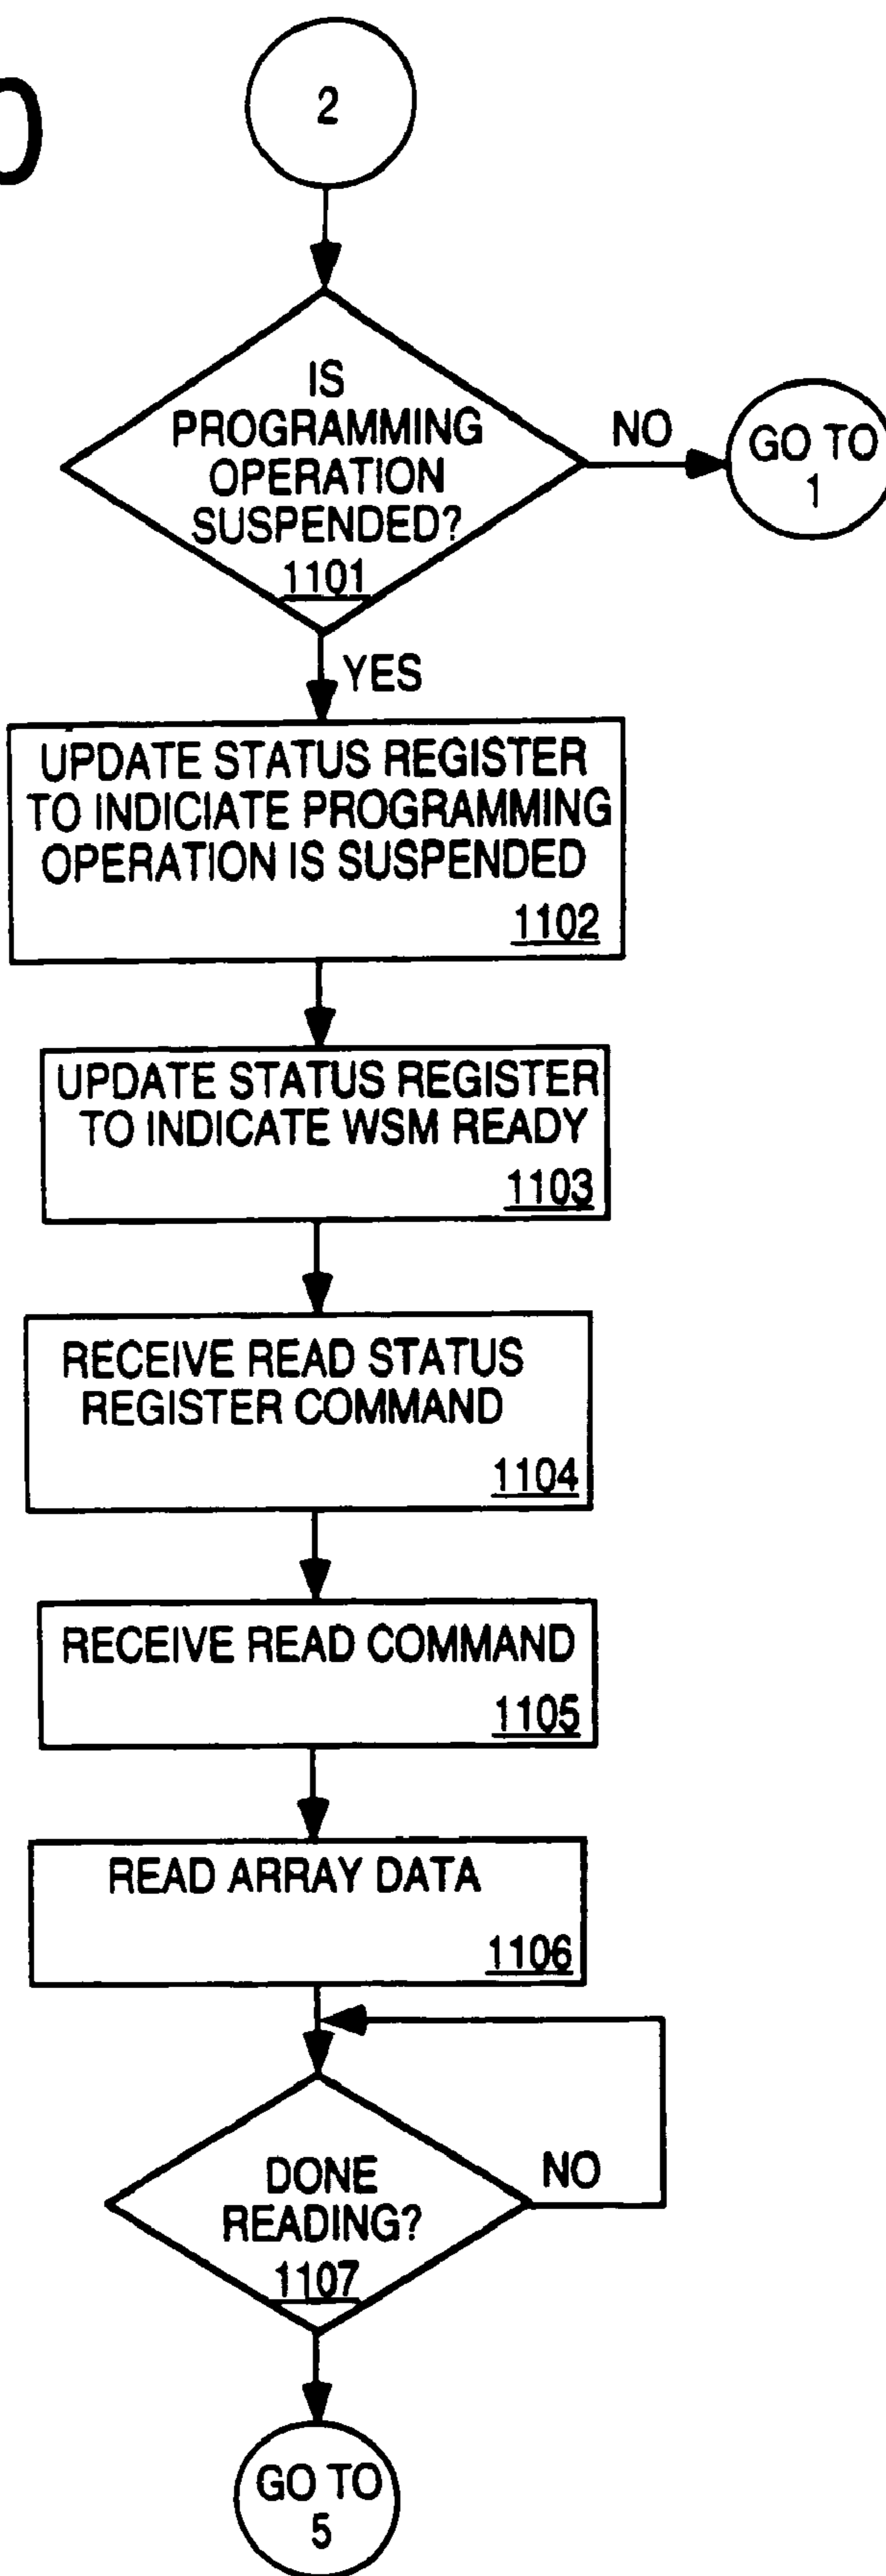 2
IS
PROGRAMMING
OPERATION
SUSPENDED?
1101
NO
GO TO
1
YES
UPDATE STATUS REGISTER
TO INDICIATE PROGRAMMING
OPERATION IS SUSPENDED
1102
UPDATE STATUS REGISTER
TO INDICATE WSM READY
1103
RECEIVE READ STATUS
REGISTER COMMAND
1104
RECEIVE READ COMMAND
1105
READ ARRAY DATA
1106
DONE
READING?
1107
NO
GO TO
5